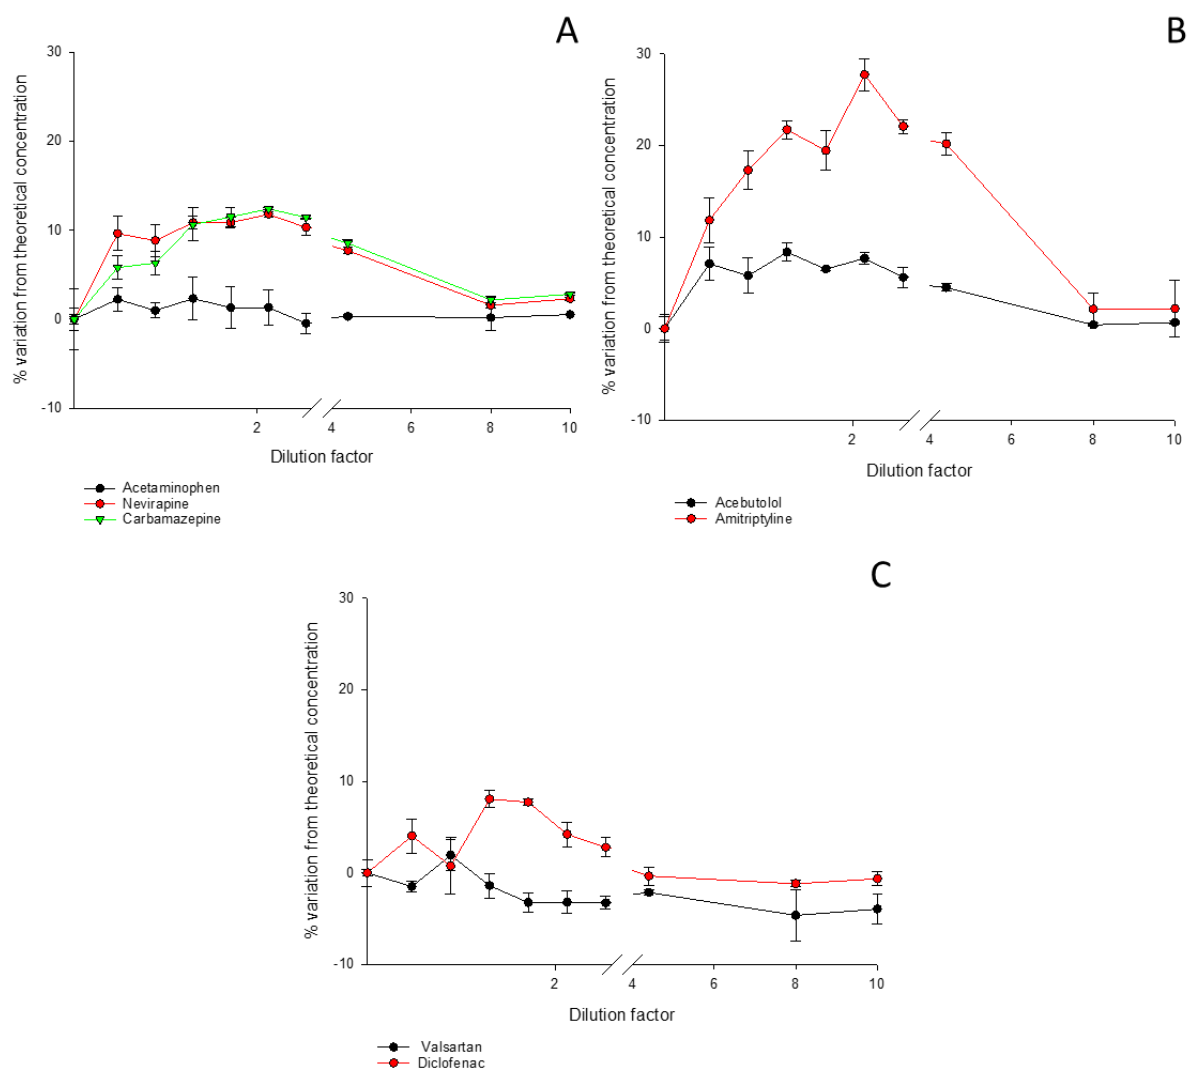 A
% variation from theoretical concentration
30
20
10
0
-10
2
4
6
8
10
Dilution factor
Acetaminophen
Nevirapine
Carbamazepine
B
% variation from theoretical concentration
30
20
10
0
-10
2
4
6
8
10
Dilution factor
Acebutolol
Amitriptyline
C
% variation from theoretical concentration
30
20
10
0
-10
2
4
6
8
10
Dilution factor
Valsartan
Diclofenac